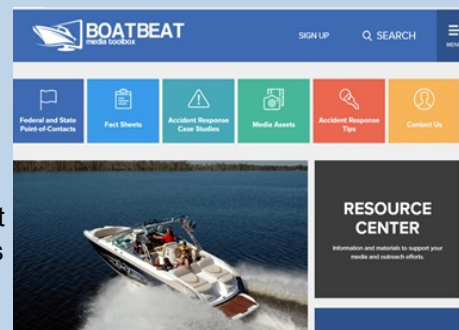 BOATBEAT
media toolbox
SIGN UP
SEARCH
MENU
Federal and State
Point-of-Contacts
Fact Sheets
Accident Response
Case Studies
Media Assets
Accident Response
Tips
Contact Us
t
s
RESOURCE
CENTER
Information and materials to support your
media and outreach efforts.